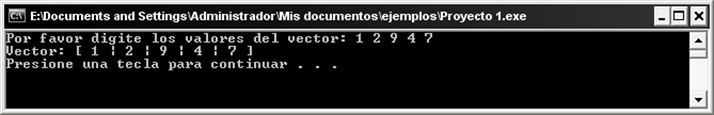 E:\Documents and Settings\Administrador\Mis documentos\ejemplos\Proyecto 1.exe
Por favor digite los valores del vector: 1 2 9 4 7
Vector: [ 1 ¦ 2 ¦ 9 ¦ 4 ¦ 7 ]
Presione una tecla para continuar . . .